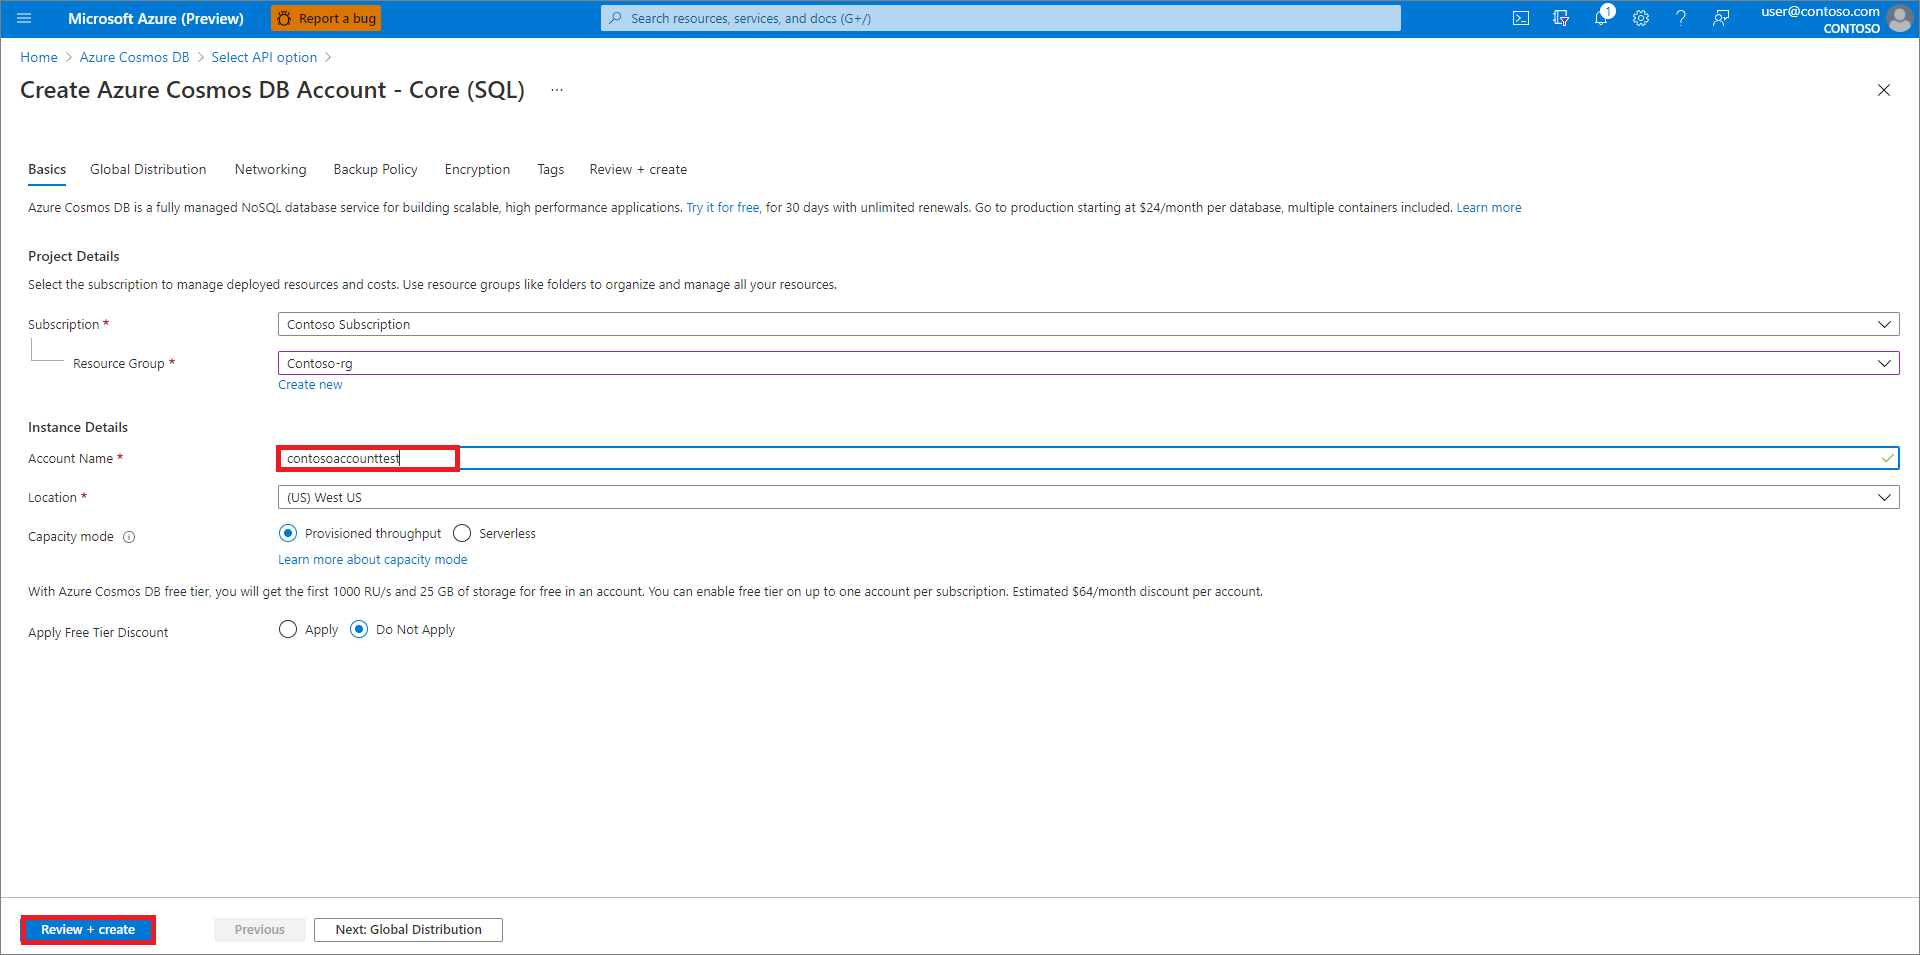 Microsoft Azure (Preview)
Report a bug
Search resources, services, and docs (G+/)
1
user@contoso.com
CONTOSO
Home > Azure Cosmos DB > Select API option >
Create Azure Cosmos DB Account - Core (SQL) ...
Basics Global Distribution Networking Backup Policy Encryption Tags Review + create
Azure Cosmos DB is a fully managed NoSQL database service for building scalable, high performance applications. Try it for free, for 30 days with unlimited renewals. Go to production starting at $24/month per database, multiple containers included. Learn more
Project Details
Select the subscription to manage deployed resources and costs. Use resource groups like folders to organize and manage all your resources.
Subscription * Contoso Subscription
Resource Group * Contoso-rg
Create new
Instance Details
Account Name * contosoaccounttest
Location * (US) West US
Capacity mode Provisioned throughput Serverless
Learn more about capacity mode
With Azure Cosmos DB free tier, you will get the first 1000 RU/s and 25 GB of storage for free in an account. You can enable free tier on up to one account per subscription. Estimated $64/month discount per account.
Apply Free Tier Discount Apply Do Not Apply
Review + create Previous Next: Global Distribution